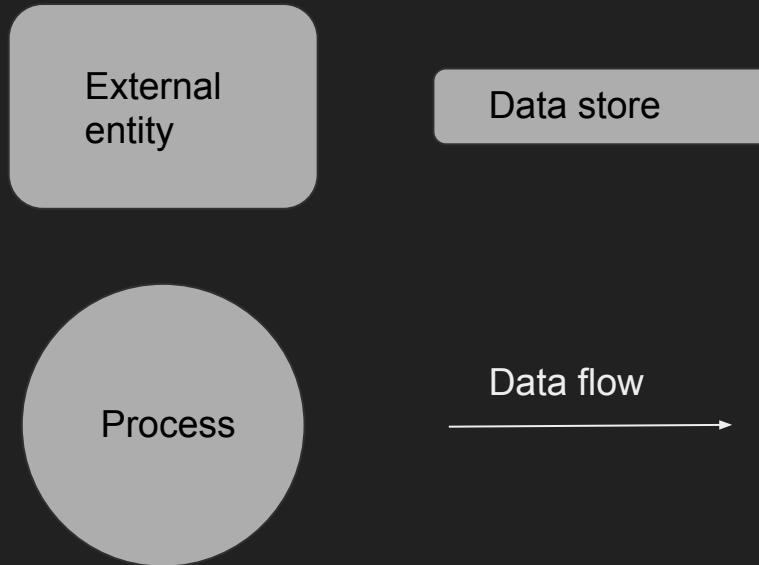 External
entity
Data store
Process
Data flow